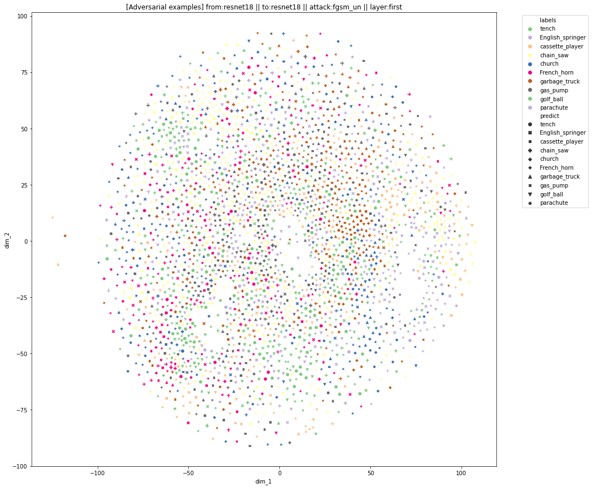 [Adversarial examples] from:resnet18 || to:resnet18 || attack:fgsm_un || layer:first
labels
tench
English_springer
cassette_player
chain_saw
church
French_horn
garbage_truck
gas_pump
golf_ball
parachute
predict
tench
English_springer
cassette_player
chain_saw
church
French_horn
garbage_truck
gas_pump
golf_ball
parachute
100
75
50
25
0
−25
−50
−75
−100
dim_2
−100
−50
0
50
100
dim_1